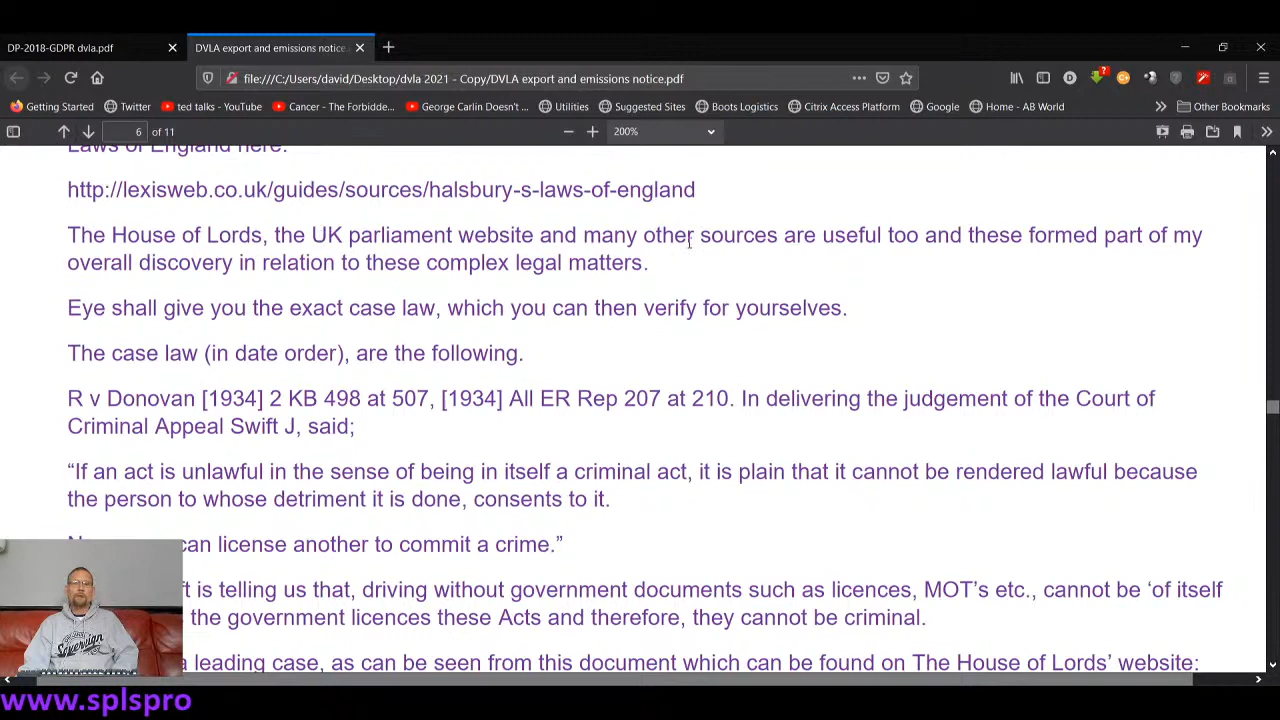 DP-2018-GDPR dvla.pdf
DVLA export and emissions notice.
file:///C:/Users/david/Desktop/dvla 2021 - Copy/DVLA export and emissions notice.pdf
Getting Started Twitter ted talks - YouTube Cancer - The Forbidde... George Carlin Doesn't ... Utilities Suggested Sites Boots Logistics Citrix Access Platform Google Home - AB World Other Bookmarks
6 of 11 200%
Laws of England here:
http://lexisweb.co.uk/guides/sources/halsbury-s-laws-of-england
The House of Lords, the UK parliament website and many other sources are useful too and these formed part of my
overall discovery in relation to these complex legal matters.
Eye shall give you the exact case law, which you can then verify for yourselves.
The case law (in date order), are the following.
R v Donovan [1934] 2 KB 498 at 507, [1934] All ER Rep 207 at 210. In delivering the judgement of the Court of
Criminal Appeal Swift J, said;
“If an act is unlawful in the sense of being in itself a criminal act, it is plain that it cannot be rendered lawful because
the person to whose detriment it is done, consents to it.
can license another to commit a crime.”
is telling us that, driving without government documents such as licences, MOT’s etc., cannot be ‘of itself
the government licences these Acts and therefore, they cannot be criminal.
a leading case, as can be seen from this document which can be found on The House of Lords’ website:
www.splspro